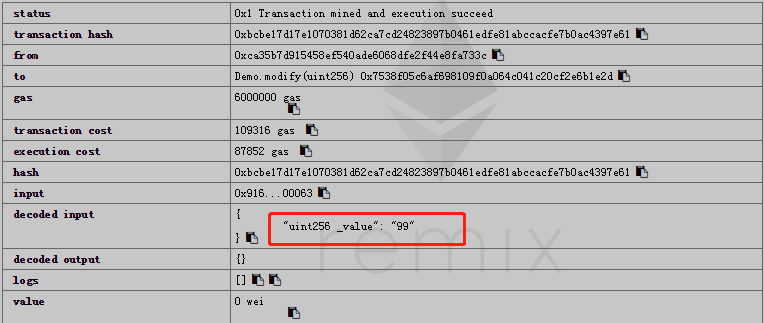 status 0x1 Transaction mined and execution succeed
transaction hash 0xbcbe17d17e1070381d62ca7cd24823897b0461edfe81abccacfe7b0ac4397e61
from 0xca35b7d915458ef540ade6068dfe2f44e8fa733c
to Demo.modify(uint256) 0x7538f05c6af698109f0a064c041c20cf2e6b1e2d
gas 6000000 gas
transaction cost 109316 gas
execution cost 87852 gas
hash 0xbcbe17d17e1070381d62ca7cd24823897b0461edfe81abccacfe7b0ac4397e61
input 0x916...00063
decoded input {
"uint256 _value": "99"
}
remix
decoded output {}
logs []
value 0 wei